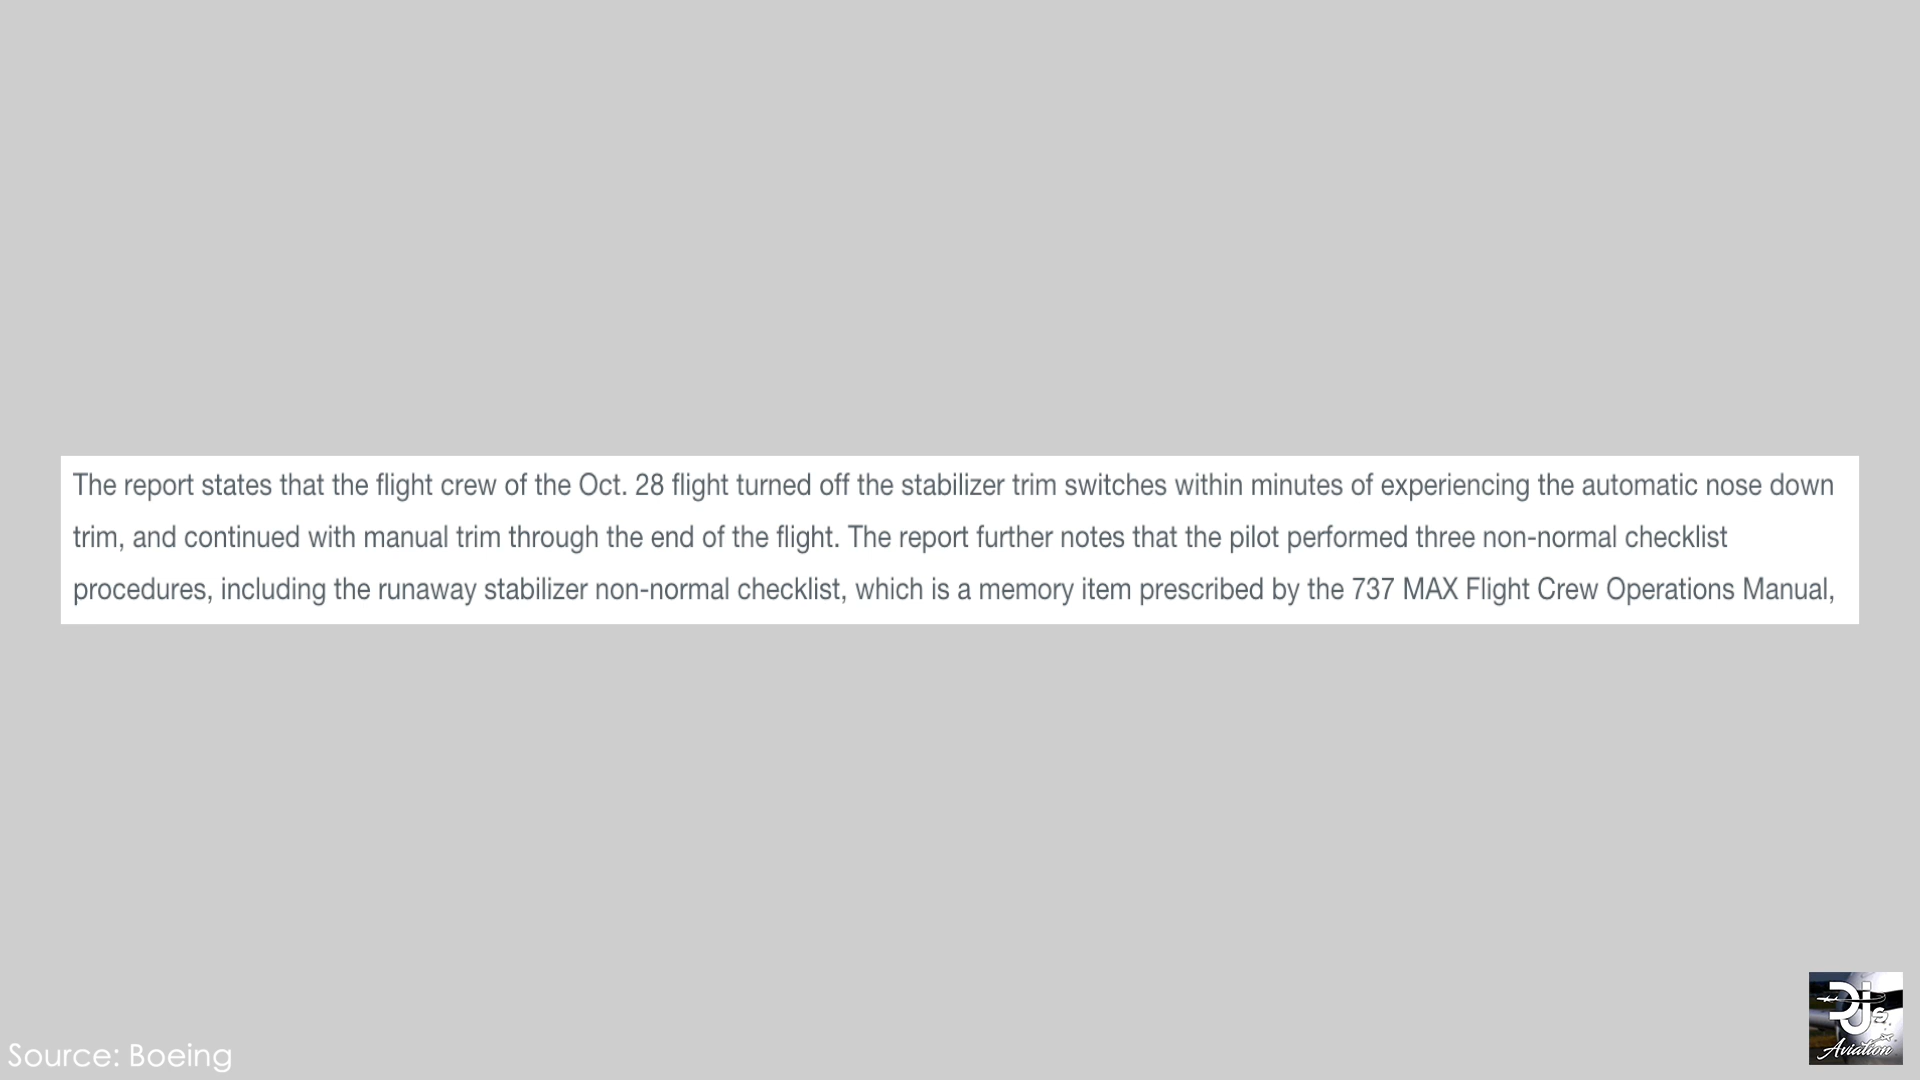 The report states that the flight crew of the Oct. 28 flight turned off the stabilizer trim switches within minutes of experiencing the automatic nose down
trim, and continued with manual trim through the end of the flight. The report further notes that the pilot performed three non-normal checklist
procedures, including the runaway stabilizer non-normal checklist, which is a memory item prescribed by the 737 MAX Flight Crew Operations Manual,
DJ's
Aviation
Source: Boeing